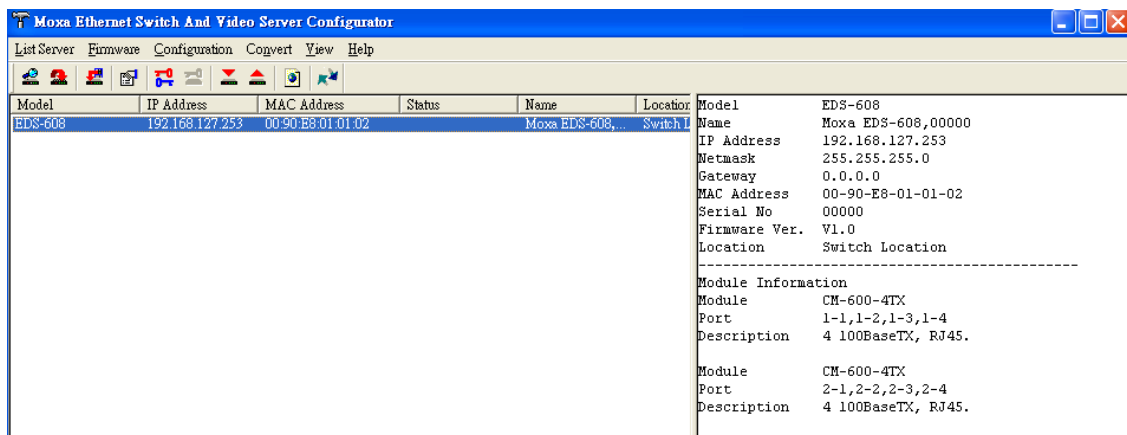 Moxa Ethernet Switch And Video Server Configurator
List Server Firmware Configuration Convert View Help
Model IP Address MAC Address Status Name Location
EDS-608 192.168.127.253 00:90:E8:01:01:02 Moxa EDS-608,... Switch L
Model EDS-608
Name Moxa EDS-608,00000
IP Address 192.168.127.253
Netmask 255.255.255.0
Gateway 0.0.0.0
MAC Address 00-90-E8-01-01-02
Serial No 00000
Firmware Ver. V1.0
Location Switch Location
----------------------------------------------
Module Information
Module CM-600-4TX
Port 1-1,1-2,1-3,1-4
Description 4 100BaseTX, RJ45.
Module CM-600-4TX
Port 2-1,2-2,2-3,2-4
Description 4 100BaseTX, RJ45.